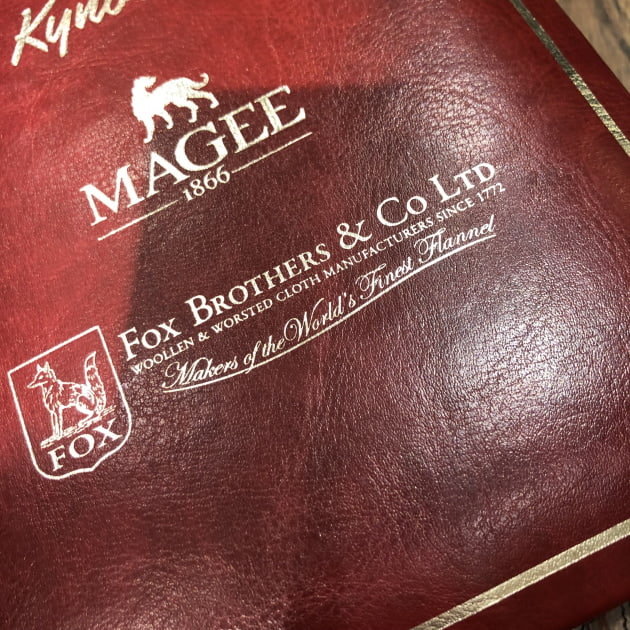 MAGEE
1866
FOX BROTHERS & CO LTD
WOOLLEN & WORSTED CLOTH MANUFACTURERS SINCE 1772
Makers of the World's Finest Flannel
FOX